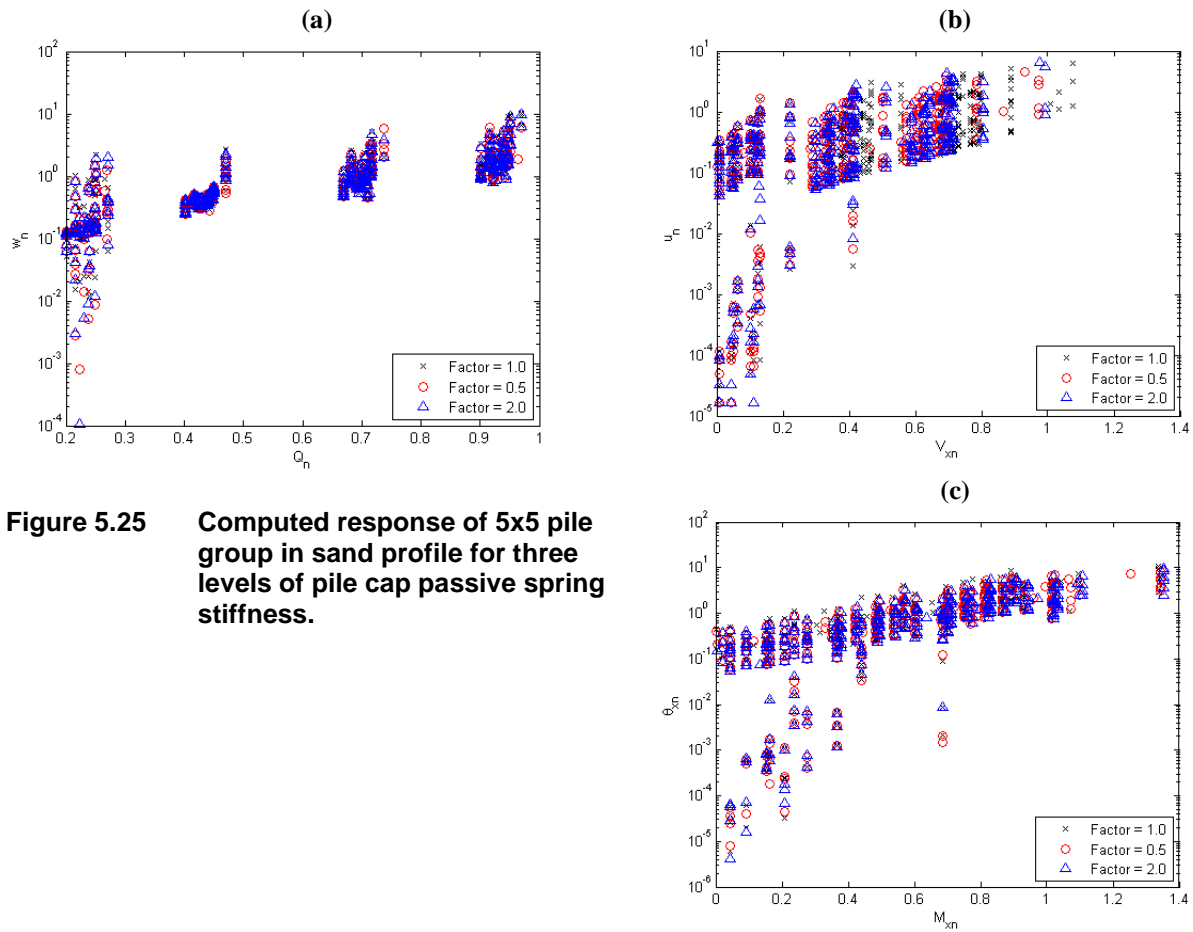 (a)
10^2
10^1
10^0
10^-1
10^-2
10^-3
10^-4
w_n
0.2 0.3 0.4 0.5 0.6 0.7 0.8 0.9 1
Q_n
Factor = 1.0
Factor = 0.5
Factor = 2.0
(b)
10^1
10^0
10^-1
10^-2
10^-3
10^-4
10^-5
u_n
0 0.2 0.4 0.6 0.8 1 1.2 1.4
V_xn
Factor = 1.0
Factor = 0.5
Factor = 2.0
Figure 5.25 Computed response of 5x5 pile
group in sand profile for three
levels of pile cap passive spring
stiffness.
(c)
10^2
10^1
10^0
10^-1
10^-2
10^-3
10^-4
10^-5
10^-6
θ_xn
0 0.2 0.4 0.6 0.8 1 1.2 1.4
M_xn
Factor = 1.0
Factor = 0.5
Factor = 2.0